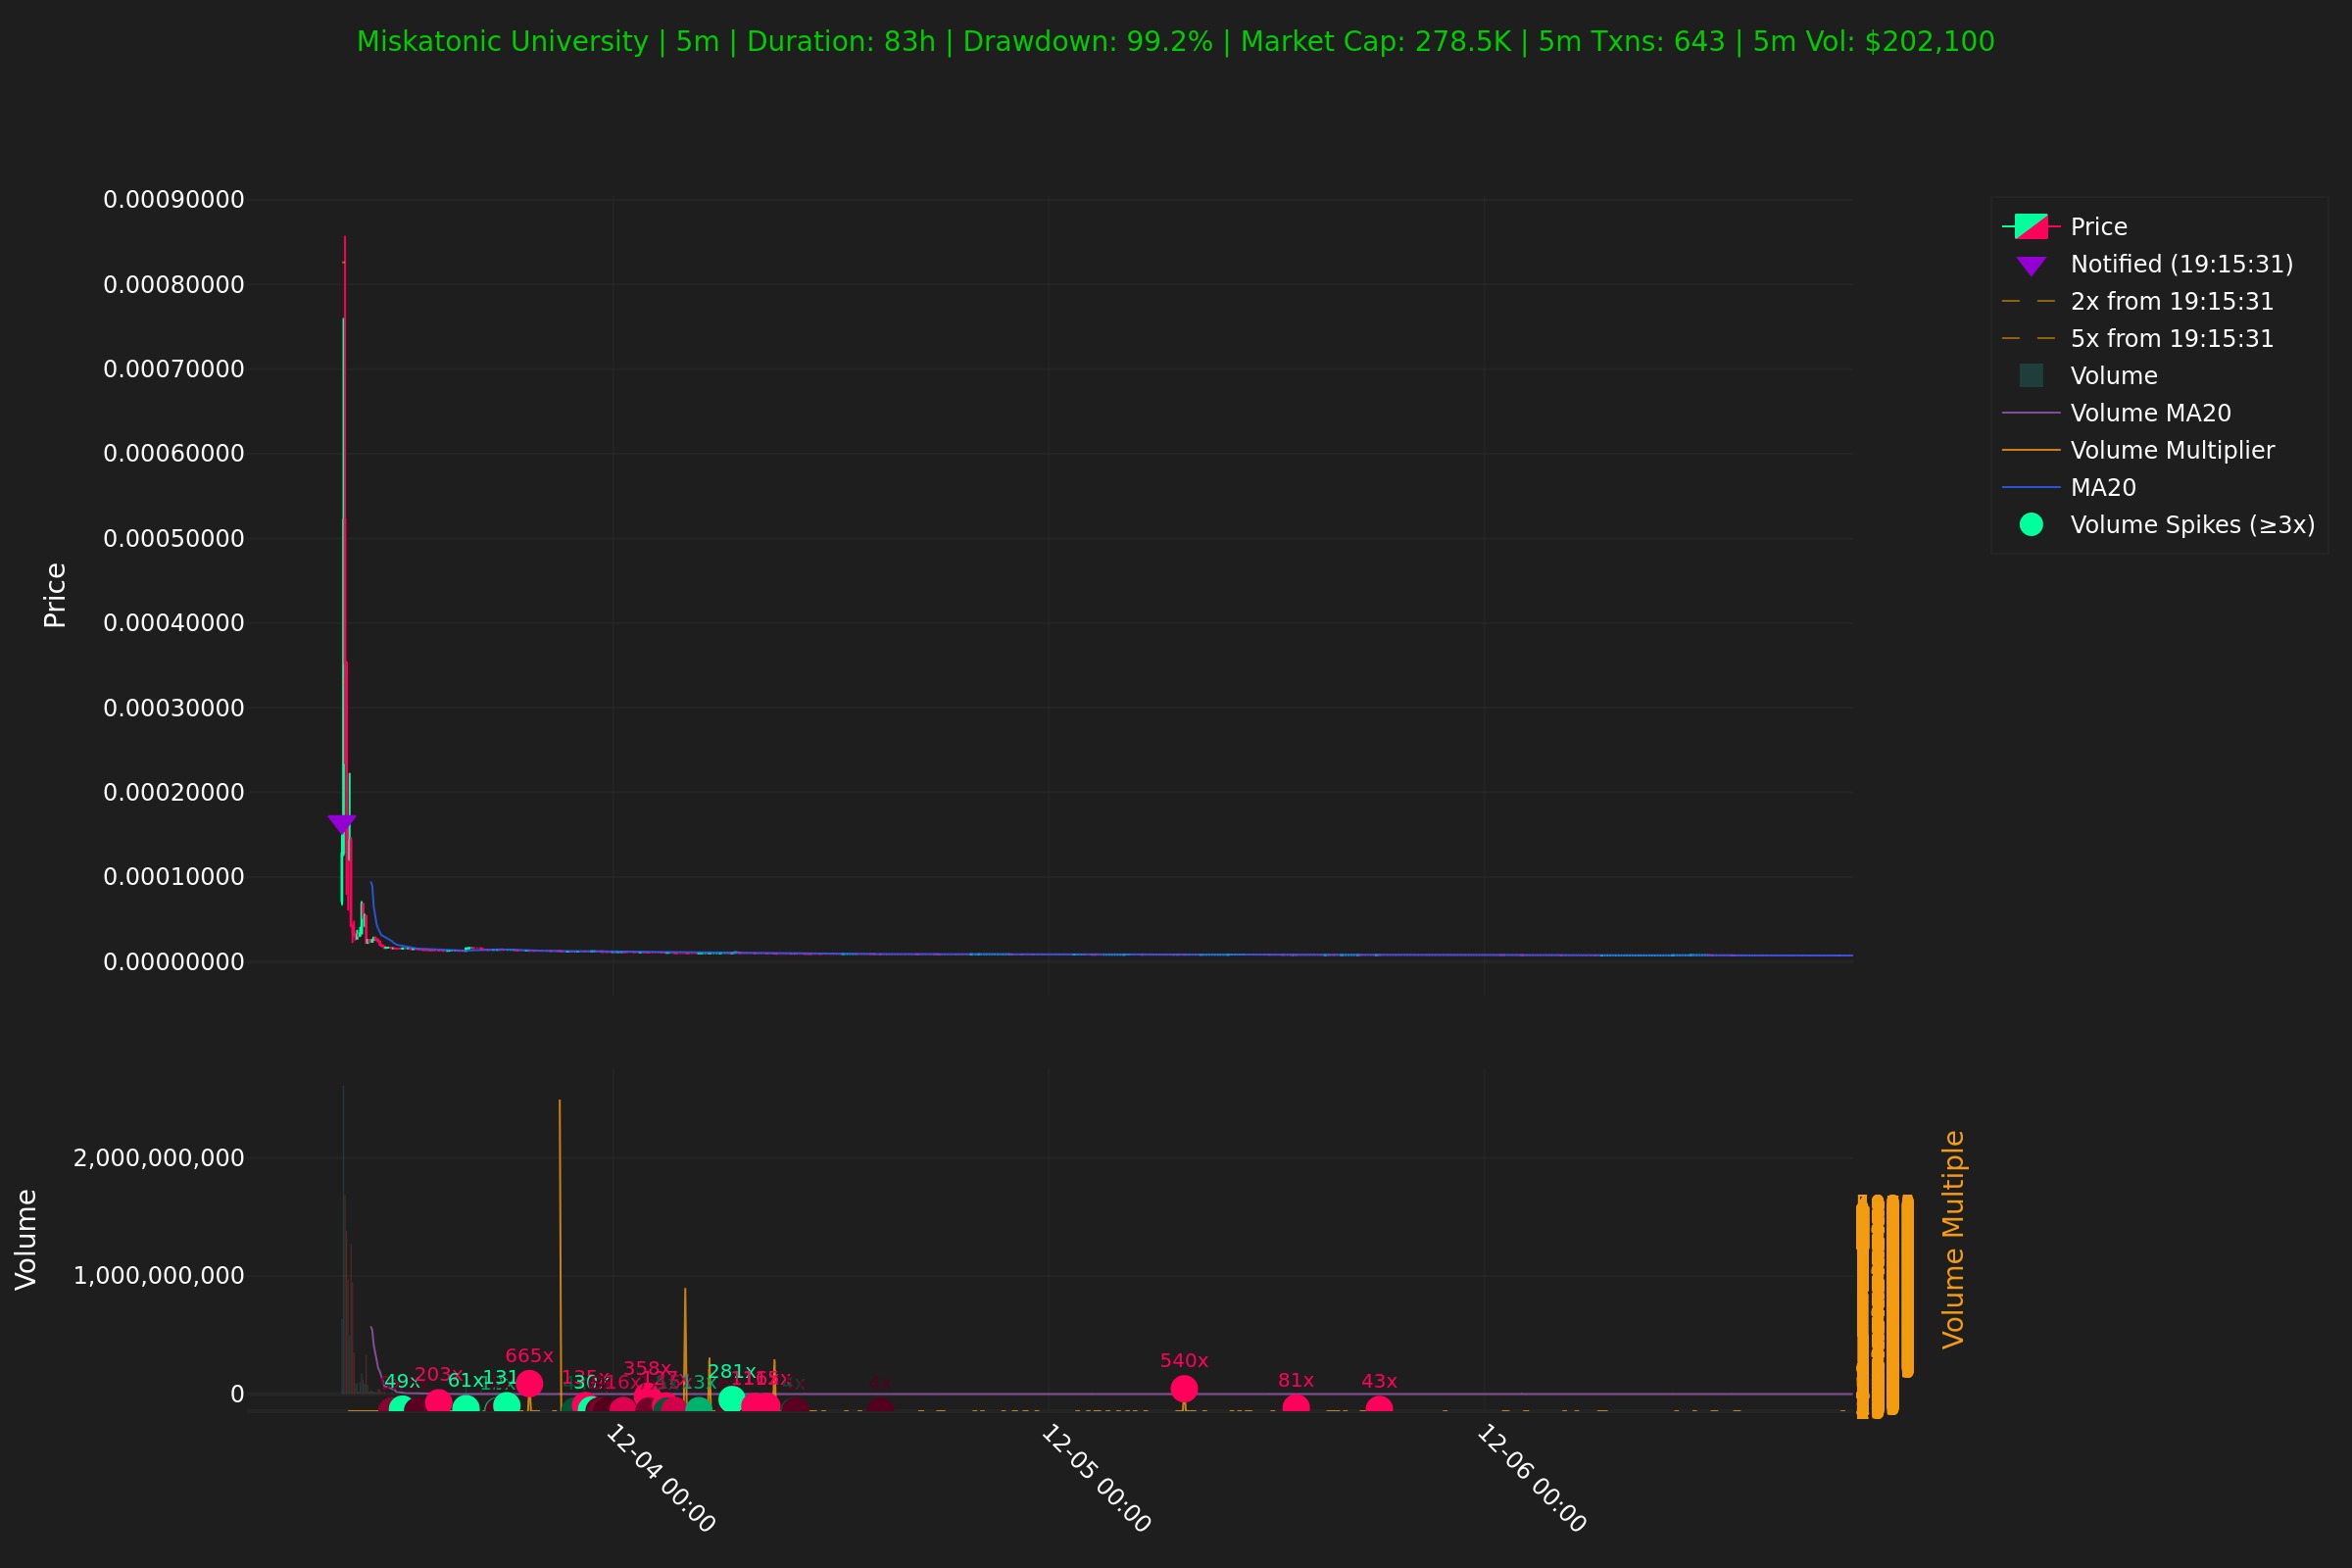 Miskatonic University | 5m | Duration: 83h | Drawdown: 99.2% | Market Cap: 278.5K | 5m Txns: 643 | 5m Vol: $202,100
0.00090000
0.00080000
0.00070000
0.00060000
0.00050000
0.00040000
0.00030000
0.00020000
0.00010000
0.00000000
Price
Price
Notified (19:15:31)
2x from 19:15:31
5x from 19:15:31
Volume
Volume MA20
Volume Multiplier
MA20
Volume Spikes (≥3x)
2,000,000,000
1,000,000,000
0
Volume
49x
203x
61x
131
665x
358x
281x
540x
81x
43x
Volume Multiple
12-04 00:00
12-05 00:00
12-06 00:00